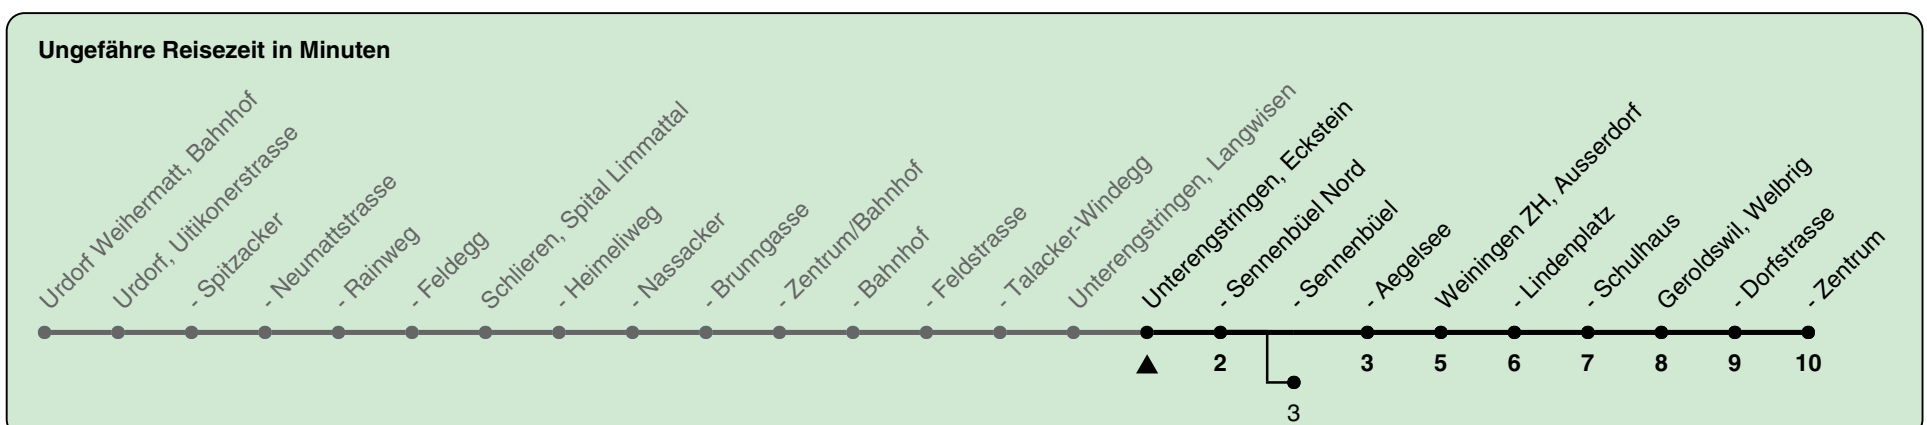 Ungefähre Reisezeit in Minuten
Urdorf Weihermatt, Bahnhof
Urdorf, Uitikonerstrasse
- Spitzacker
- Neumattstrasse
- Rainweg
- Feldegg
Schlieren, Spital Limmattal
- Heimeliweg
- Nassacker
- Brunngasse
- Zentrum/Bahnhof
- Bahnhof
- Feldstrasse
- Talacker-Windegg
Unterengstringen, Langwisen
Unterengstringen, Eckstein
- Sennenbüel Nord
- Sennenbüel
- Aegelsee
Weiningen ZH, Ausserdorf
- Lindenplatz
- Schulhaus
Geroldswil, Welbrig
- Dorfstrasse
- Zentrum
2 3 5 6 7 8 9 10
3